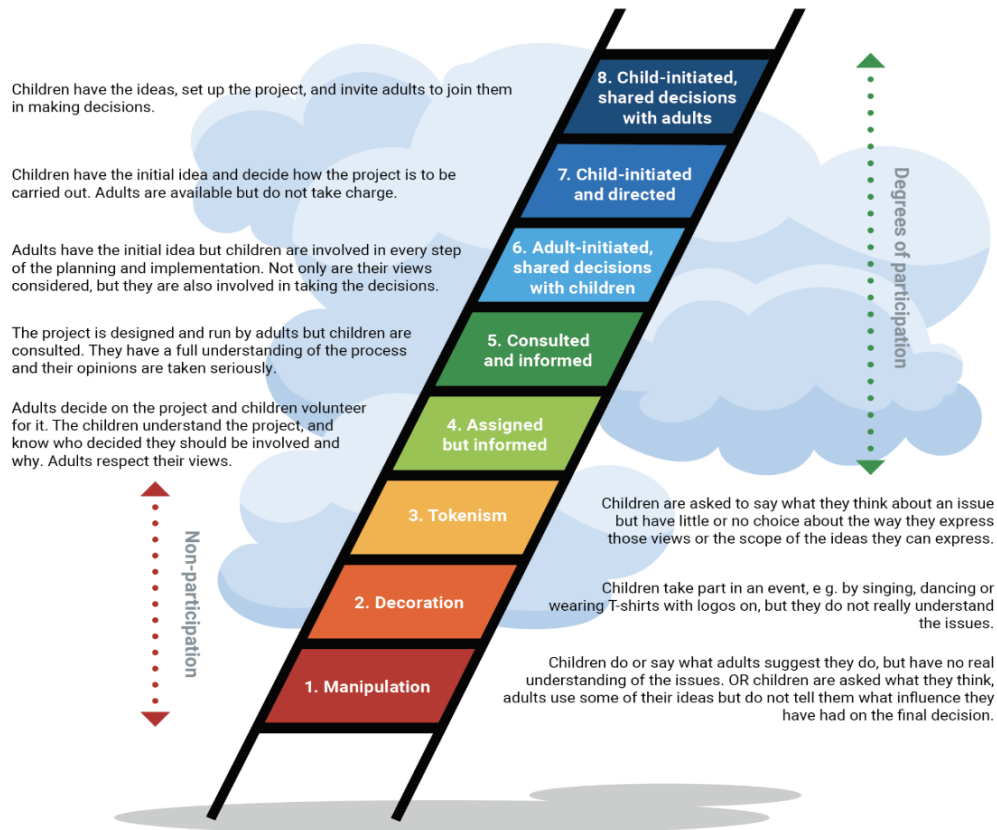 Children have the ideas, set up the project, and invite adults to join them
in making decisions.
8. Child-initiated,
shared decisions
with adults
Children have the initial idea and decide how the project is to be
carried out. Adults are available but do not take charge.
7. Child-initiated
and directed
Adults have the initial idea but children are involved in every step
of the planning and implementation. Not only are their views
considered, but they are also involved in taking the decisions.
6. Adult-initiated,
shared decisions
with children
The project is designed and run by adults but children are
consulted. They have a full understanding of the process
and their opinions are taken seriously.
5. Consulted
and informed
Adults decide on the project and children volunteer
for it. The children understand the project, and
know who decided they should be involved and
why. Adults respect their views.
4. Assigned
but informed
Degrees of participation
3. Tokenism
Children are asked to say what they think about an issue
but have little or no choice about the way they express
those views or the scope of the ideas they can express.
2. Decoration
Children take part in an event, e g. by singing, dancing or
wearing T-shirts with logos on, but they do not really understand
the issues.
1. Manipulation
Children do or say what adults suggest they do, but have no real
understanding of the issues. OR children are asked what they think,
adults use some of their ideas but do not tell them what influence they
have had on the final decision.
Non-participation